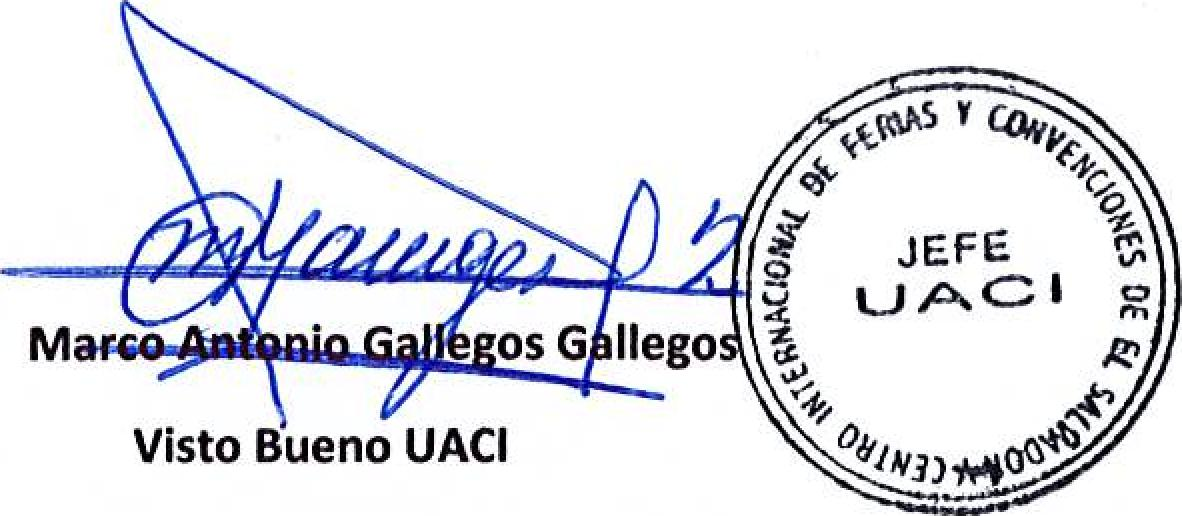 Marco Antonio Gallegos Gallegos
Visto Bueno UACI
CENTRO INTERNACIONAL DE FERIAS Y CONVENCIONES DE EL SALVADOR
JEFE
UACI